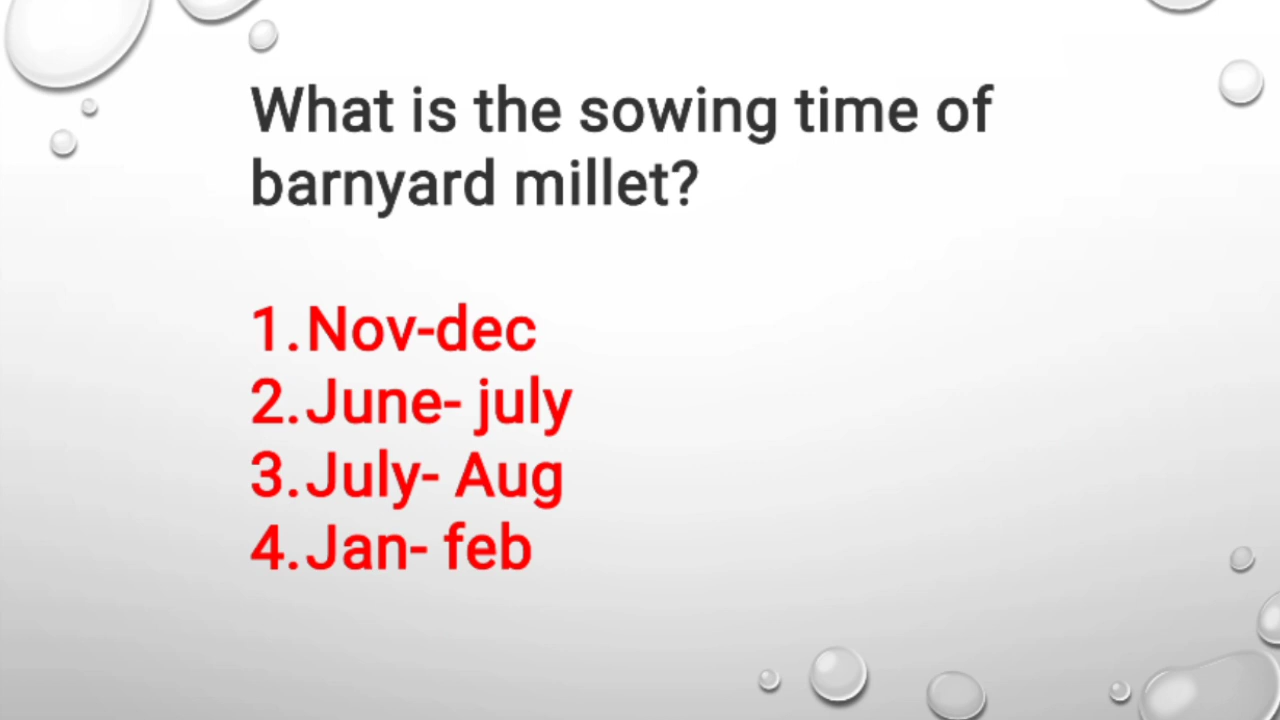 What is the sowing time of
barnyard millet?
1.Nov-dec
2.June- july
3.July- Aug
4.Jan- feb